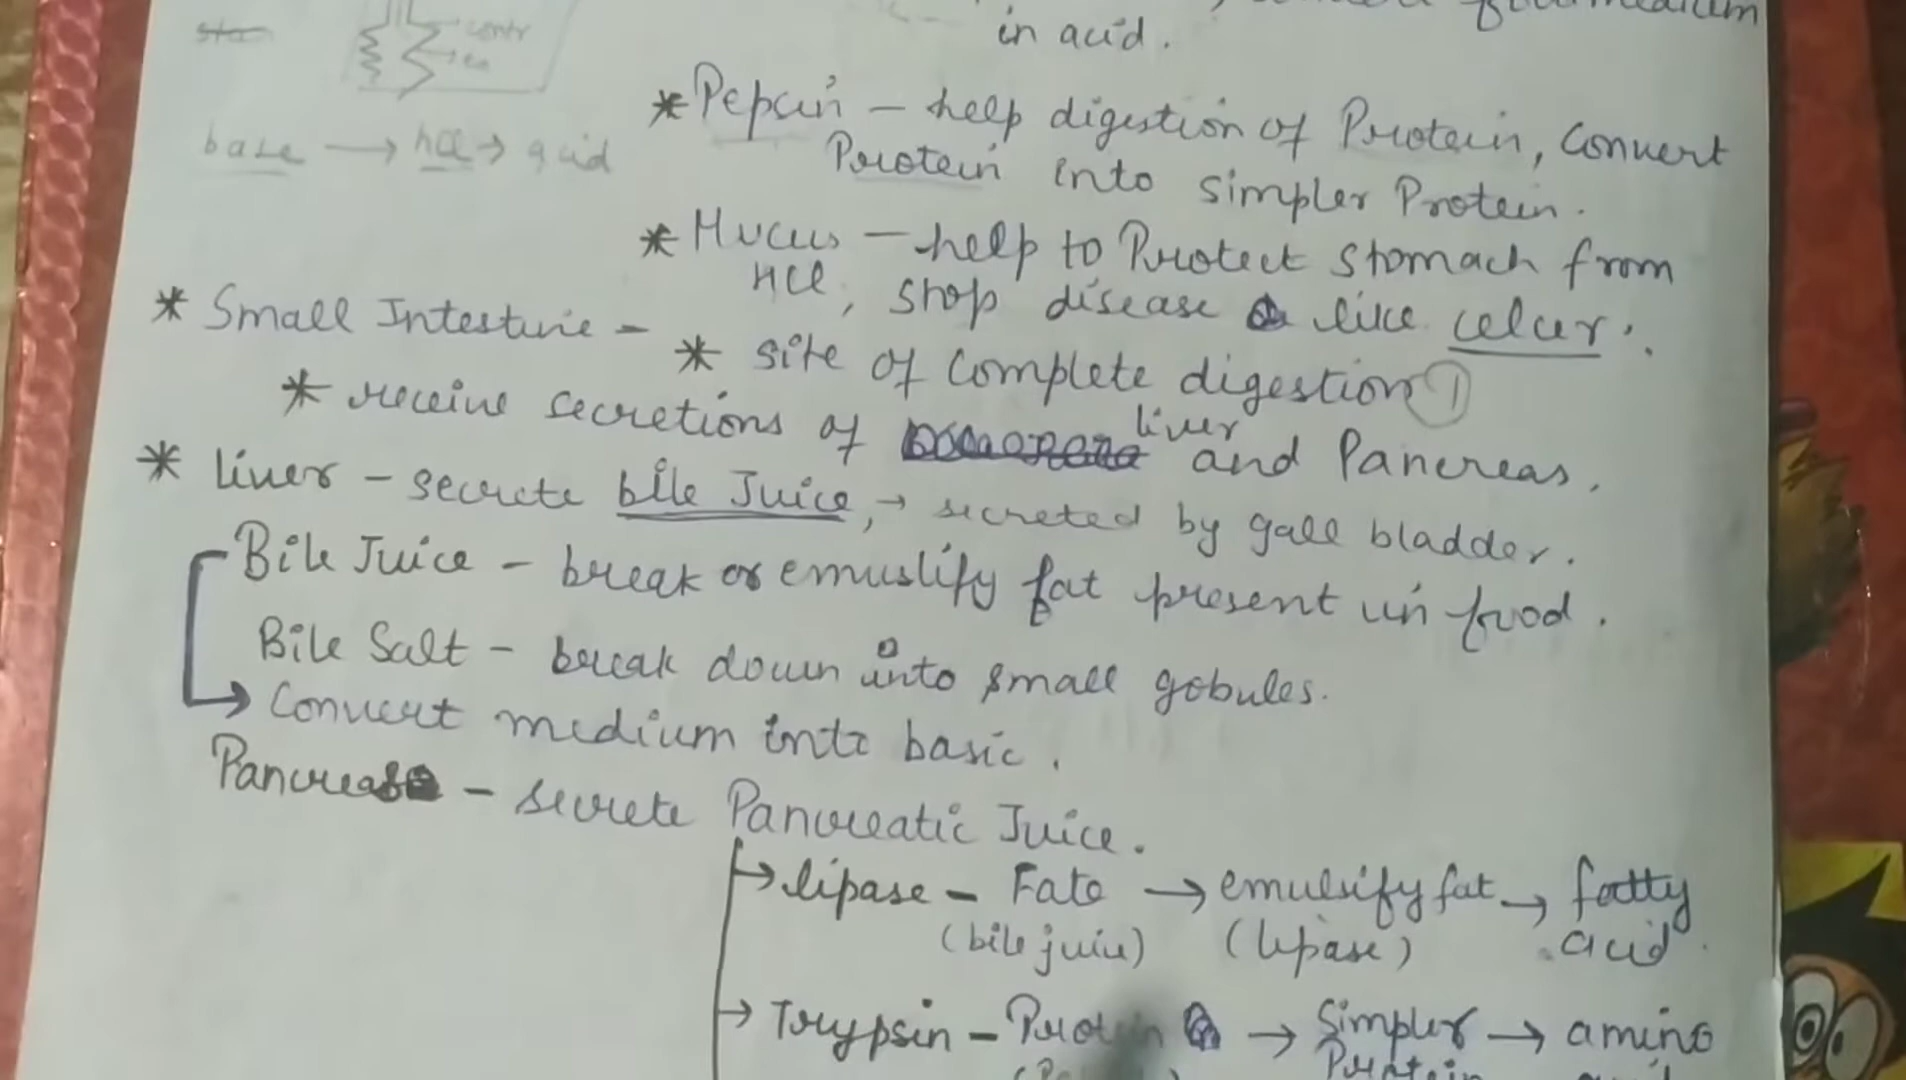 in acid.
contr
base → hcl → acid
* Pepsin – help digestion of Protein, Convert
Protein into simpler Protein.
* Mucus – help to Protect stomach from
HCl, stop disease like ulcer.
* Small Intestine –
* site of complete digestion 1
* receive secretions of liver and Pancreas,
* Liver – secrete bile Juice, → secreted by gall bladder.
Bile Juice – break or emuslify fat present in food.
Bile Salt – break down into small gobules.
→ Convert medium into basic.
Pancreas – secrete Pancreatic Juice.
→ lipase – Fats → emulsify fat → fatty
(bile juice) (lipase) acid
→ Trypsin – Protein → Simpler → amino
Protein